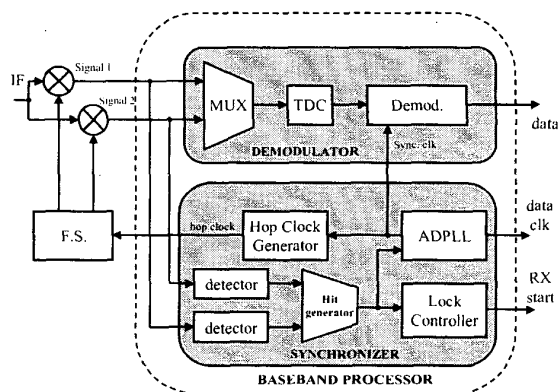 IF
Signal 1
Signal 2
MUX
TDC
Demod.
data
DEMODULATOR
Sync. clk
F.S.
hop clock
Hop Clock
Generator
ADPLL
data
clk
detector
detector
Hit
generator
Lock
Controller
RX
start
SYNCHRONIZER
BASEBAND PROCESSOR